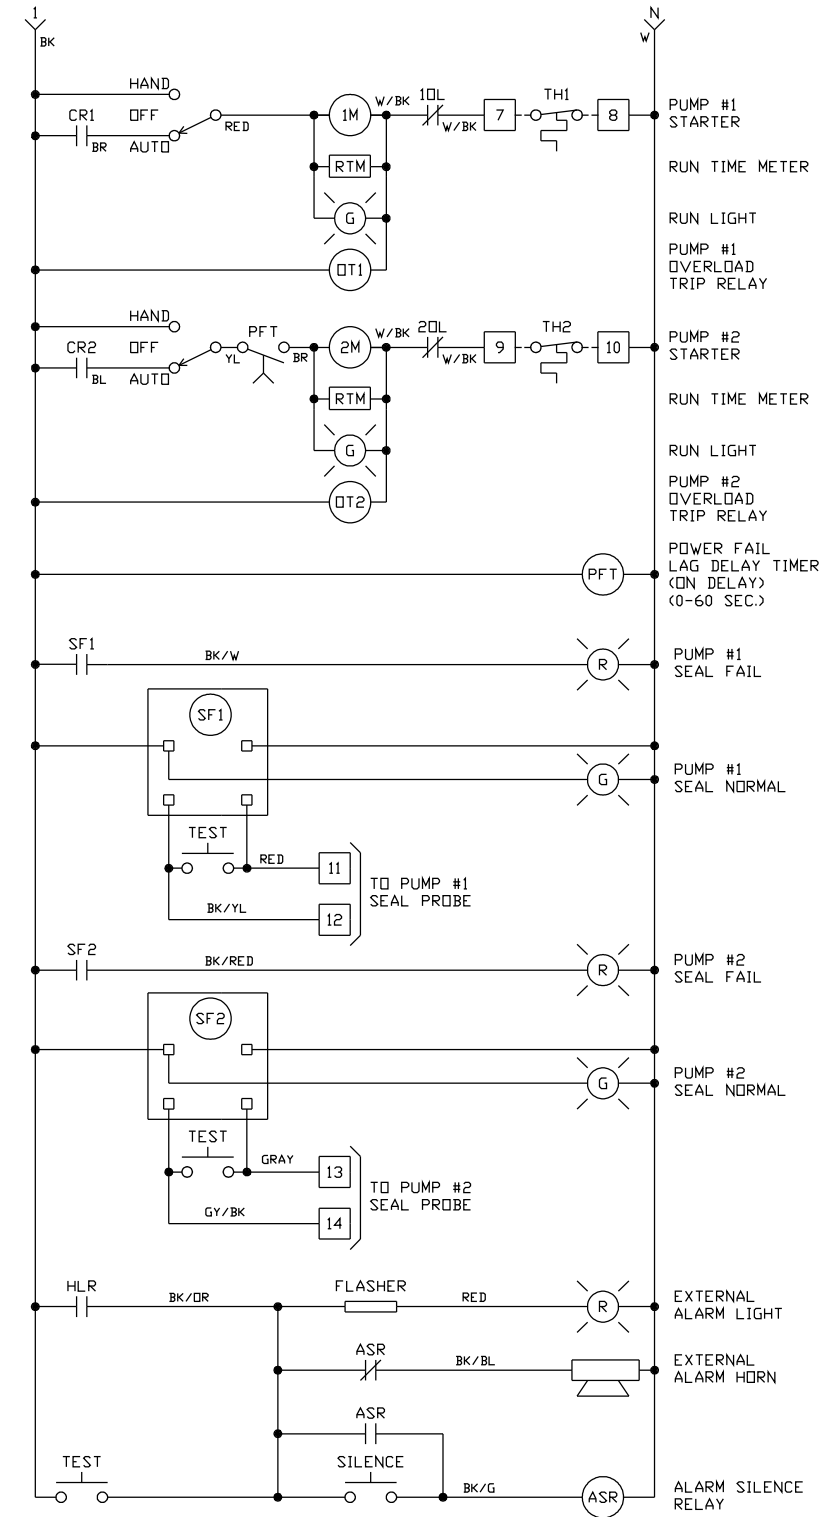 1
N
BK
W
HAND
CR1
OFF
BR
AUTO
RED
1M
W/BK
1OL
W/BK
7
TH1
8
PUMP #1
STARTER
RTM
RUN TIME METER
G
RUN LIGHT
OT1
PUMP #1
OVERLOAD
TRIP RELAY
HAND
CR2
OFF
BL
AUTO
YL
PFT
BR
2M
W/BK
2OL
W/BK
9
TH2
10
PUMP #2
STARTER
RTM
RUN TIME METER
G
RUN LIGHT
OT2
PUMP #2
OVERLOAD
TRIP RELAY
PFT
POWER FAIL
LAG DELAY TIMER
(ON DELAY)
(0-60 SEC.)
SF1
BK/W
R
PUMP #1
SEAL FAIL
SF1
G
PUMP #1
SEAL NORMAL
TEST
RED
11
BK/YL
12
TO PUMP #1
SEAL PROBE
SF2
BK/RED
R
PUMP #2
SEAL FAIL
SF2
G
PUMP #2
SEAL NORMAL
TEST
GRAY
13
GY/BK
14
TO PUMP #2
SEAL PROBE
HLR
BK/OR
FLASHER
RED
R
EXTERNAL
ALARM LIGHT
ASR
BK/BL
EXTERNAL
ALARM HORN
ASR
TEST
SILENCE
BK/G
ASR
ALARM SILENCE
RELAY